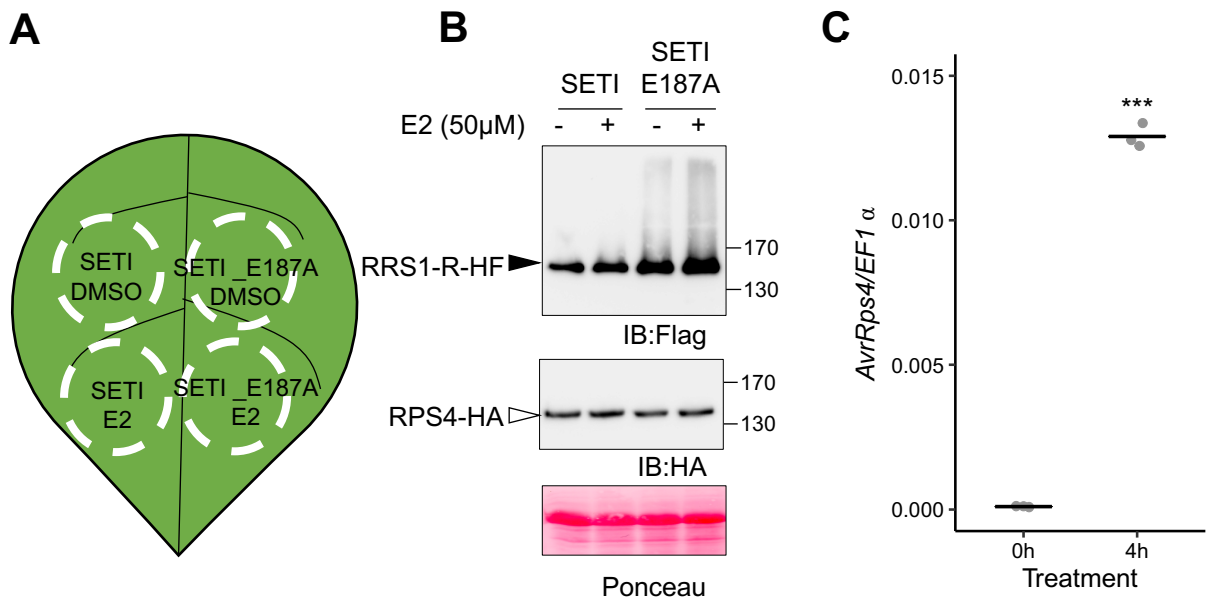 A
SETI
DMSO
SETI _E187A
DMSO
SETI
E2
SETI _E187A
E2
B
SETI
SETI
E187A
E2 (50µM)
- + - +
RRS1-R-HF
170
130
IB:Flag
RPS4-HA
170
130
IB:HA
Ponceau
C
AvrRps4/EF1 α
0.015
0.010
0.005
0.000
***
0h
4h
Treatment